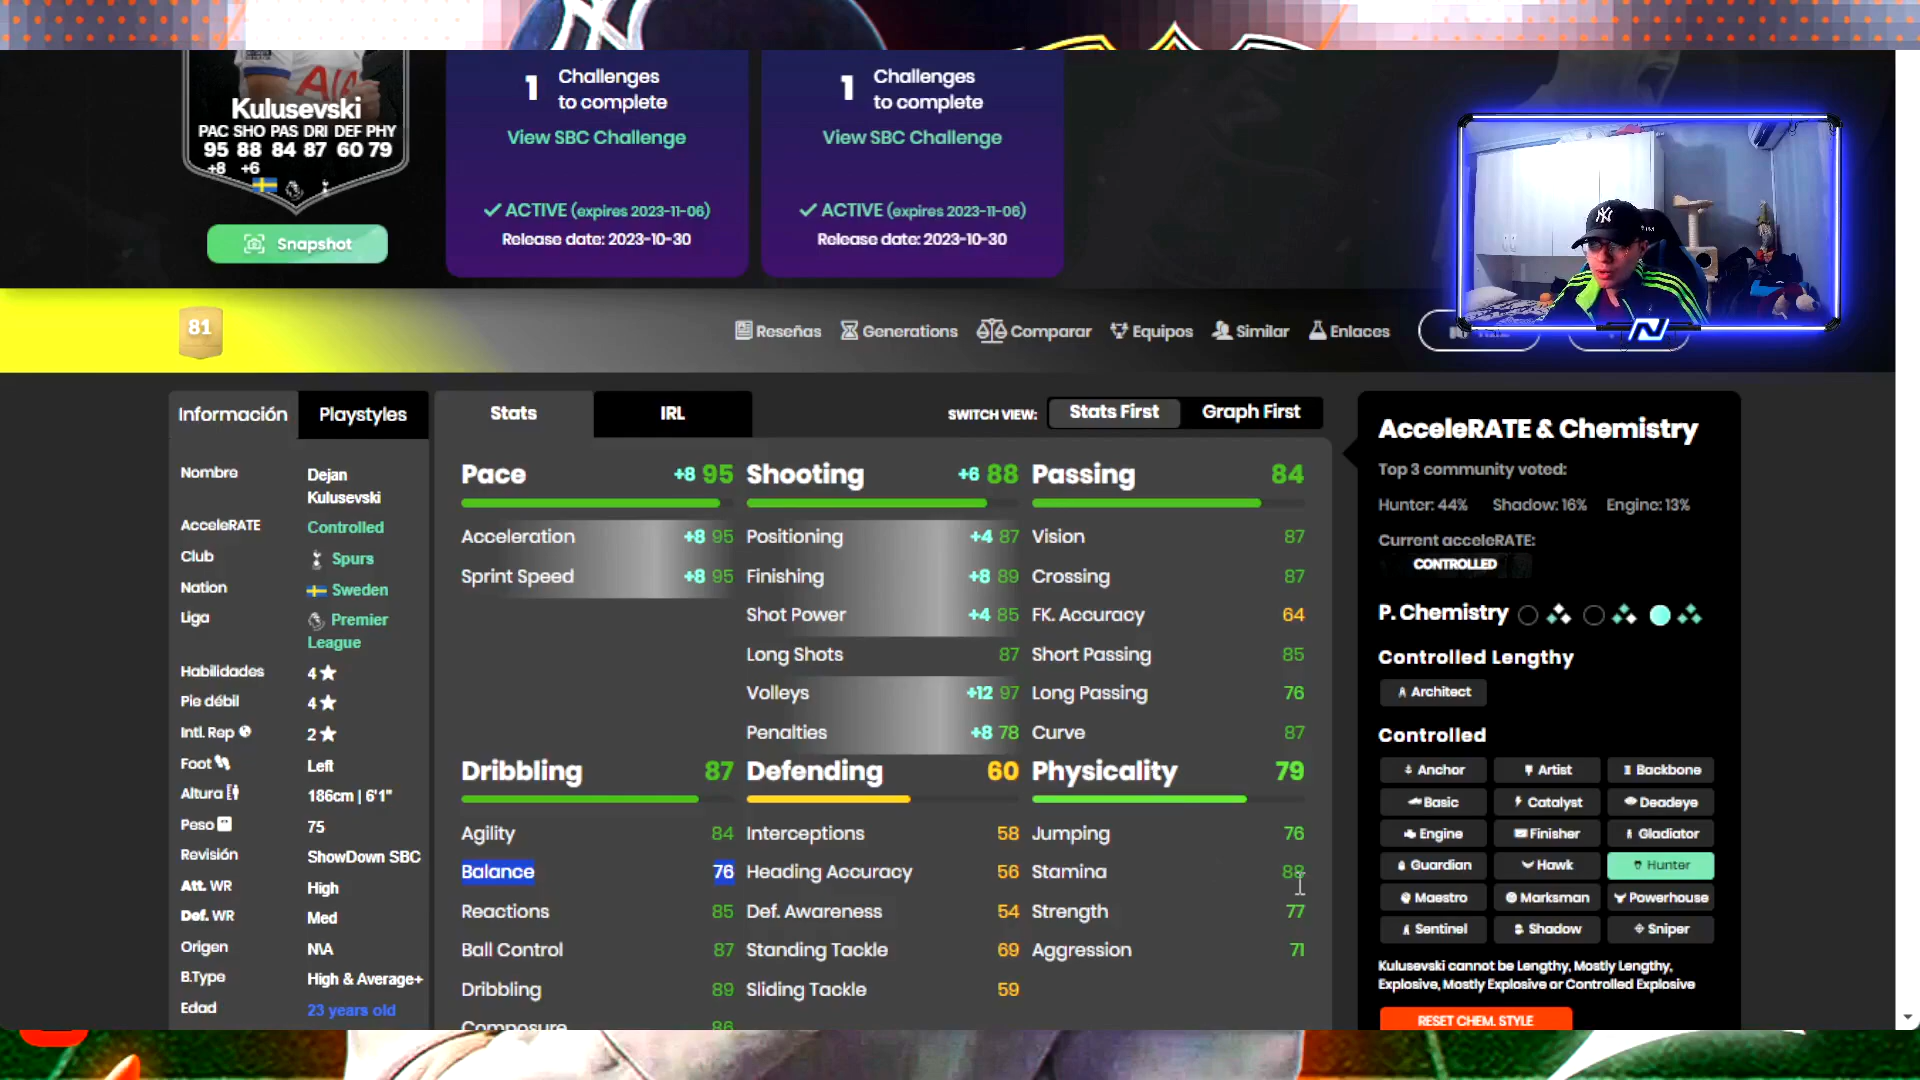 Kulusevski
PAC SHO PAS DRI DEF PHY
95 88 84 87 60 79
+8 +6
Snapshot
1 Challenges
to complete
View SBC Challenge
ACTIVE (expires 2023-11-06)
Release date: 2023-10-30
1 Challenges
to complete
View SBC Challenge
ACTIVE (expires 2023-11-06)
Release date: 2023-10-30
81
Reseñas Generations Comparar Equipos Similar Enlaces
Información Playstyles
Nombre Dejan
Kulusevski
AcceleRATE Controlled
Club Spurs
Nation Sweden
Liga Premier
League
Habilidades 4
Pie débil 4
Intl. Rep 2
Foot Left
Altura 186cm | 6'1"
Peso 75
Revisión ShowDown SBC
Att. WR High
Def. WR Med
Origen N\A
B.Type High & Average+
Edad 23 years old
Stats IRL
SWITCH VIEW: Stats First Graph First
Pace +8 95
Acceleration +8 95
Sprint Speed +8 95
Shooting +6 88
Positioning +4 87
Finishing +8 89
Shot Power +4 85
Long Shots 87
Volleys +12 97
Penalties +8 78
Passing 84
Vision 87
Crossing 87
FK. Accuracy 64
Short Passing 85
Long Passing 76
Curve 87
Dribbling 87
Agility 84
Balance 76
Reactions 85
Ball Control 87
Dribbling 89
Composure 86
Defending 60
Interceptions 58
Heading Accuracy 56
Def. Awareness 54
Standing Tackle 69
Sliding Tackle 59
Physicality 79
Jumping 76
Stamina 88
Strength 77
Aggression 71
AcceleRATE & Chemistry
Top 3 community voted:
Hunter: 44% Shadow: 16% Engine: 13%
Current acceleRATE:
CONTROLLED
P. Chemistry
Controlled Lengthy
Architect
Controlled
Anchor Artist Backbone
Basic Catalyst Deadeye
Engine Finisher Gladiator
Guardian Hawk Hunter
Maestro Marksman Powerhouse
Sentinel Shadow Sniper
Kulusevski cannot be Lengthy, Mostly Lengthy,
Explosive, Mostly Explosive or Controlled Explosive
RESET CHEM. STYLE